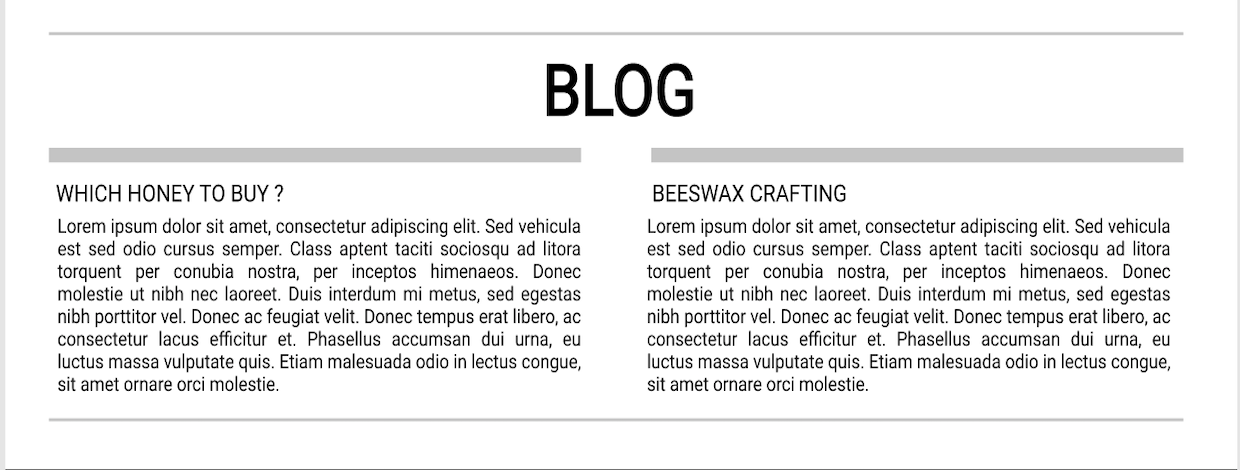 BLOG
WHICH HONEY TO BUY ?
Lorem ipsum dolor sit amet, consectetur adipiscing elit. Sed vehicula
est sed odio cursus semper. Class aptent taciti sociosqu ad litora
torquent per conubia nostra, per inceptos himenaeos. Donec
molestie ut nibh nec laoreet. Duis interdum mi metus, sed egestas
nibh porttitor vel. Donec ac feugiat velit. Donec tempus erat libero, ac
consectetur lacus efficitur et. Phasellus accumsan dui urna, eu
luctus massa vulputate quis. Etiam malesuada odio in lectus congue,
sit amet ornare orci molestie.
BEESWAX CRAFTING
Lorem ipsum dolor sit amet, consectetur adipiscing elit. Sed vehicula
est sed odio cursus semper. Class aptent taciti sociosqu ad litora
torquent per conubia nostra, per inceptos himenaeos. Donec
molestie ut nibh nec laoreet. Duis interdum mi metus, sed egestas
nibh porttitor vel. Donec ac feugiat velit. Donec tempus erat libero, ac
consectetur lacus efficitur et. Phasellus accumsan dui urna, eu
luctus massa vulputate quis. Etiam malesuada odio in lectus congue,
sit amet ornare orci molestie.